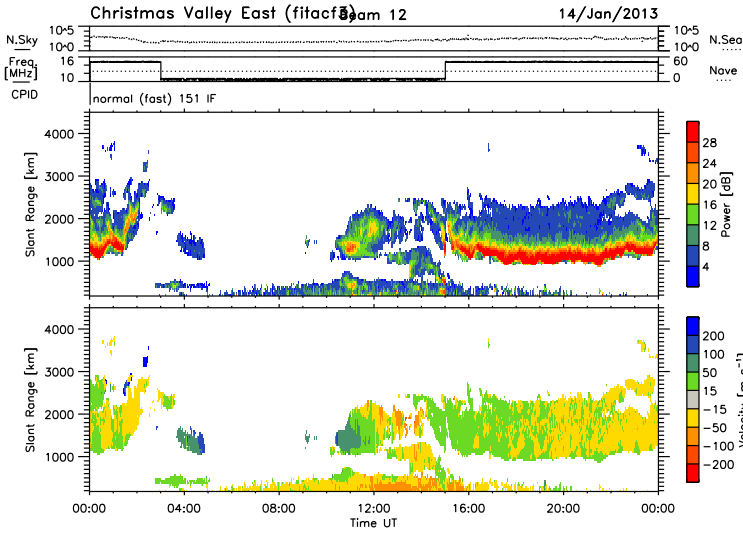 Christmas Valley East (fitacf3) Beam 12 14/Jan/2013
N.Sky 10^5 10^0 10^5 10^0 N.Sea
Freq. [MHz] 16 10 60 0 Nave
CPID normal (fast) 151 IF
Slant Range [km] 4000 3000 2000 1000
28 24 20 16 12 8 4 Power [dB]
Slant Range [km] 4000 3000 2000 1000
200 100 50 15 -15 -50 -100 -200 Velocity [m s^-1]
00:00 04:00 08:00 12:00 16:00 20:00 00:00
Time UT